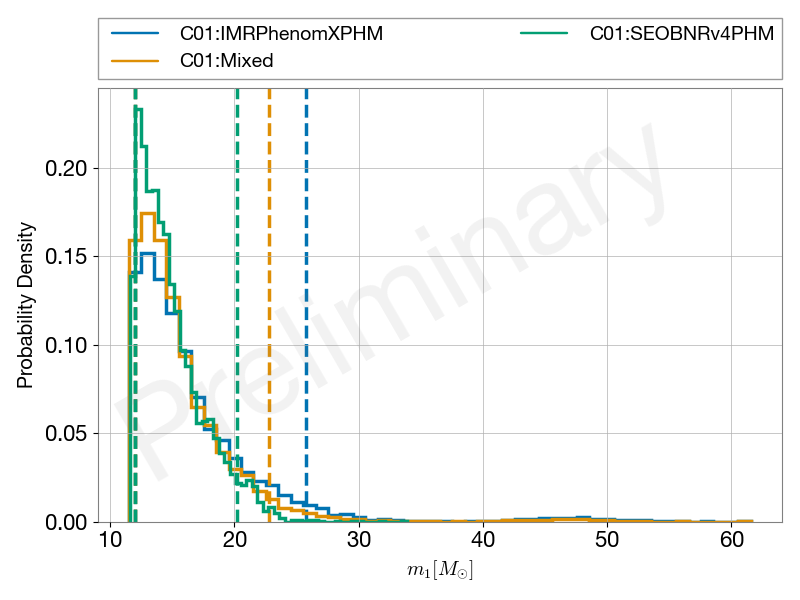 C01:IMRPhenomXPHM
C01:Mixed
C01:SEOBNRv4PHM
Preliminary
Probability Density
0.20
0.15
0.10
0.05
0.00
10 20 30 40 50 60
m₁[M⊙]